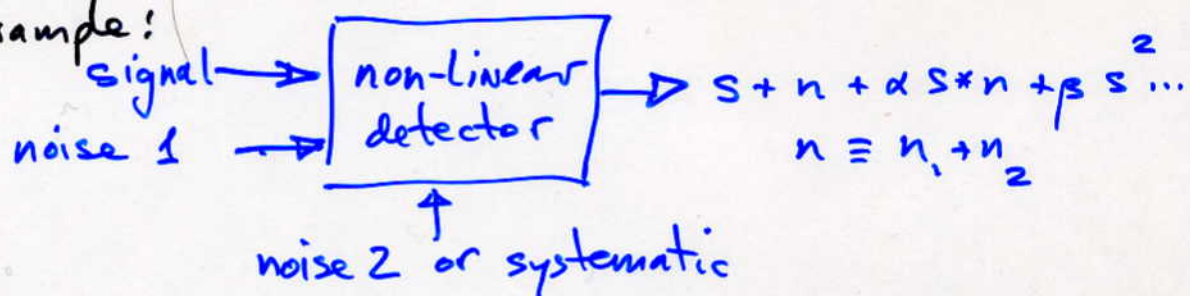 ample:
signal → non-linear → s + n + α s*n + β s² ...
noise 1 → detector n ≡ n₁ + n₂
↑
noise 2 or systematic